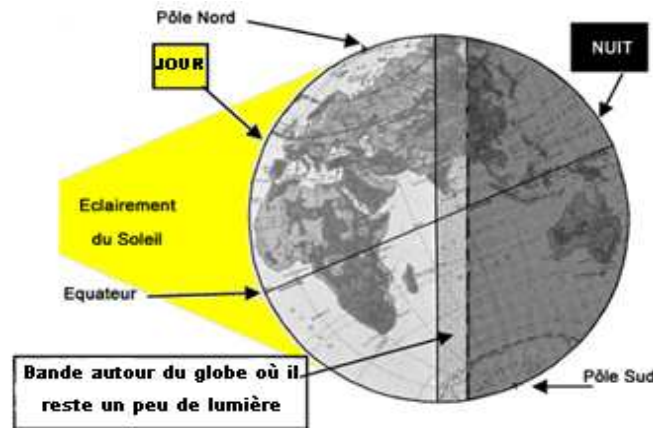 Pôle Nord
JOUR
NUIT
Eclairement
du Soleil
Equateur
Bande autour du globe où il
reste un peu de lumière
Pôle Sud